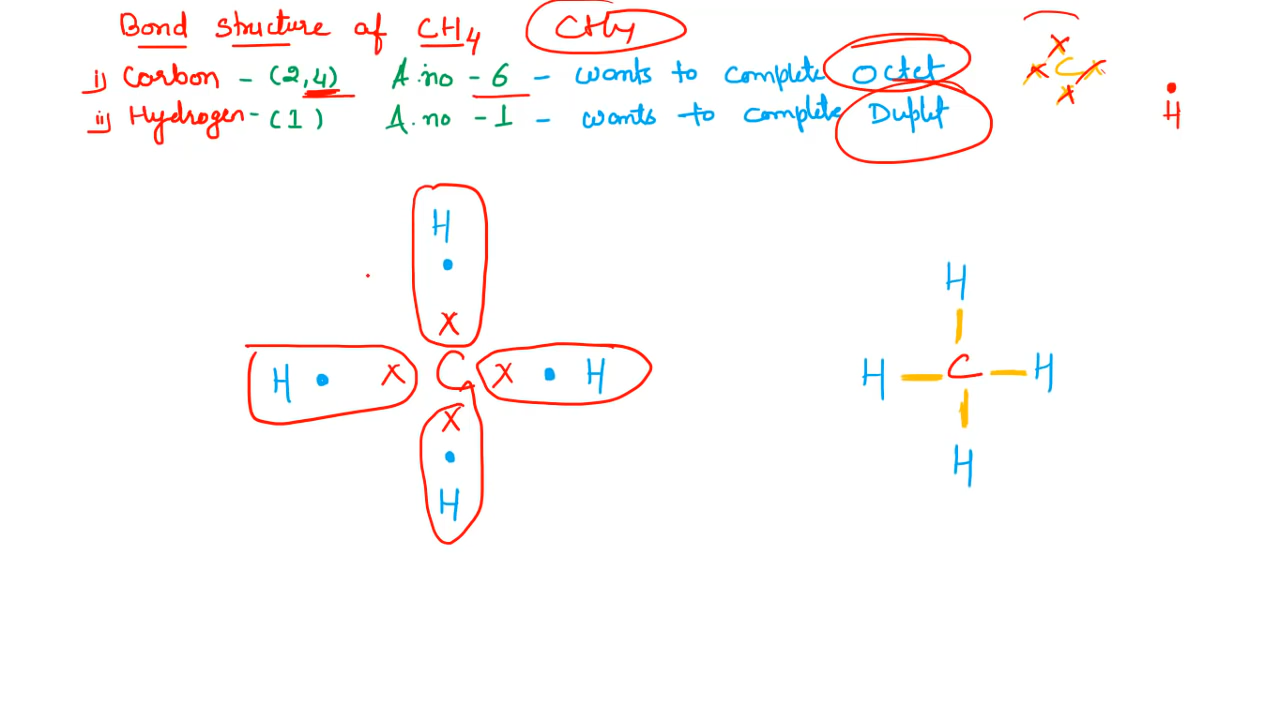 Bond structure of CH4 CH4
i) Carbon - (2,4) A.no - 6 - wants to complete Octet
ii) Hydrogen - (1) A.no - 1 - wants to complete Duplet
x
x C x
x
H
H
•
x
H • x C x • H
x
•
H
H
H — C — H
H